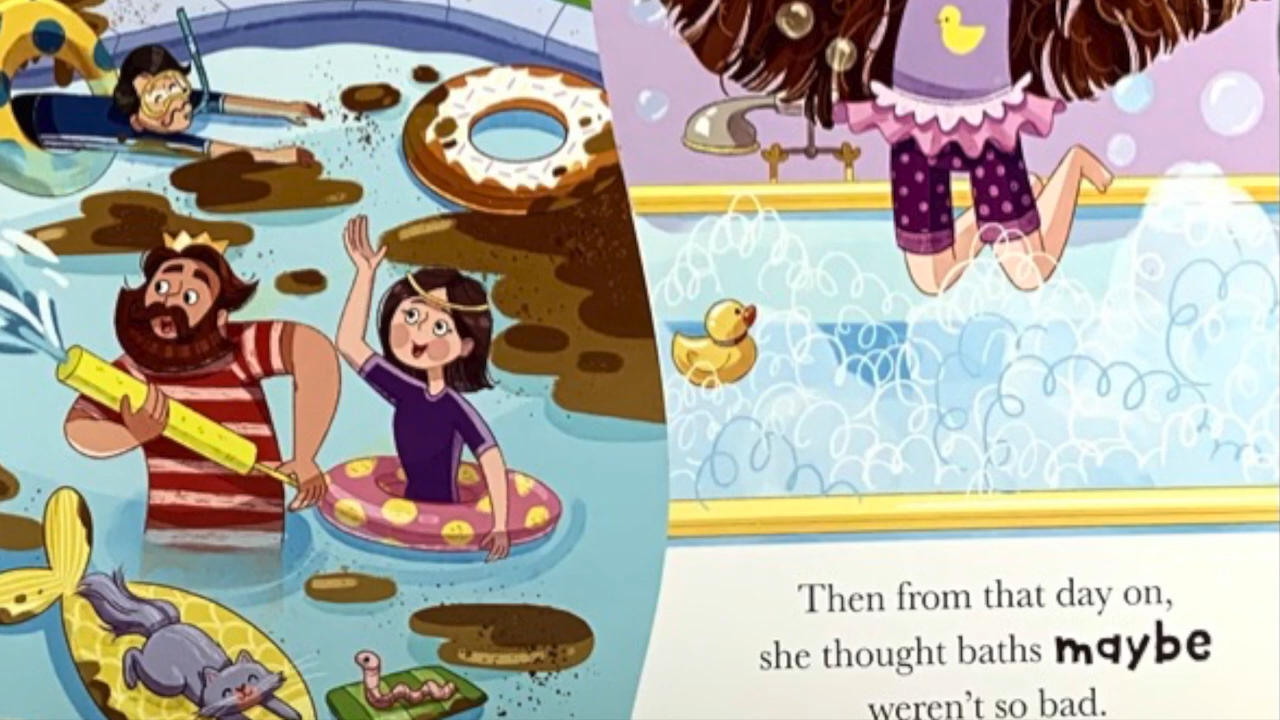 Then from that day on,
she thought baths maybe
weren't so bad.